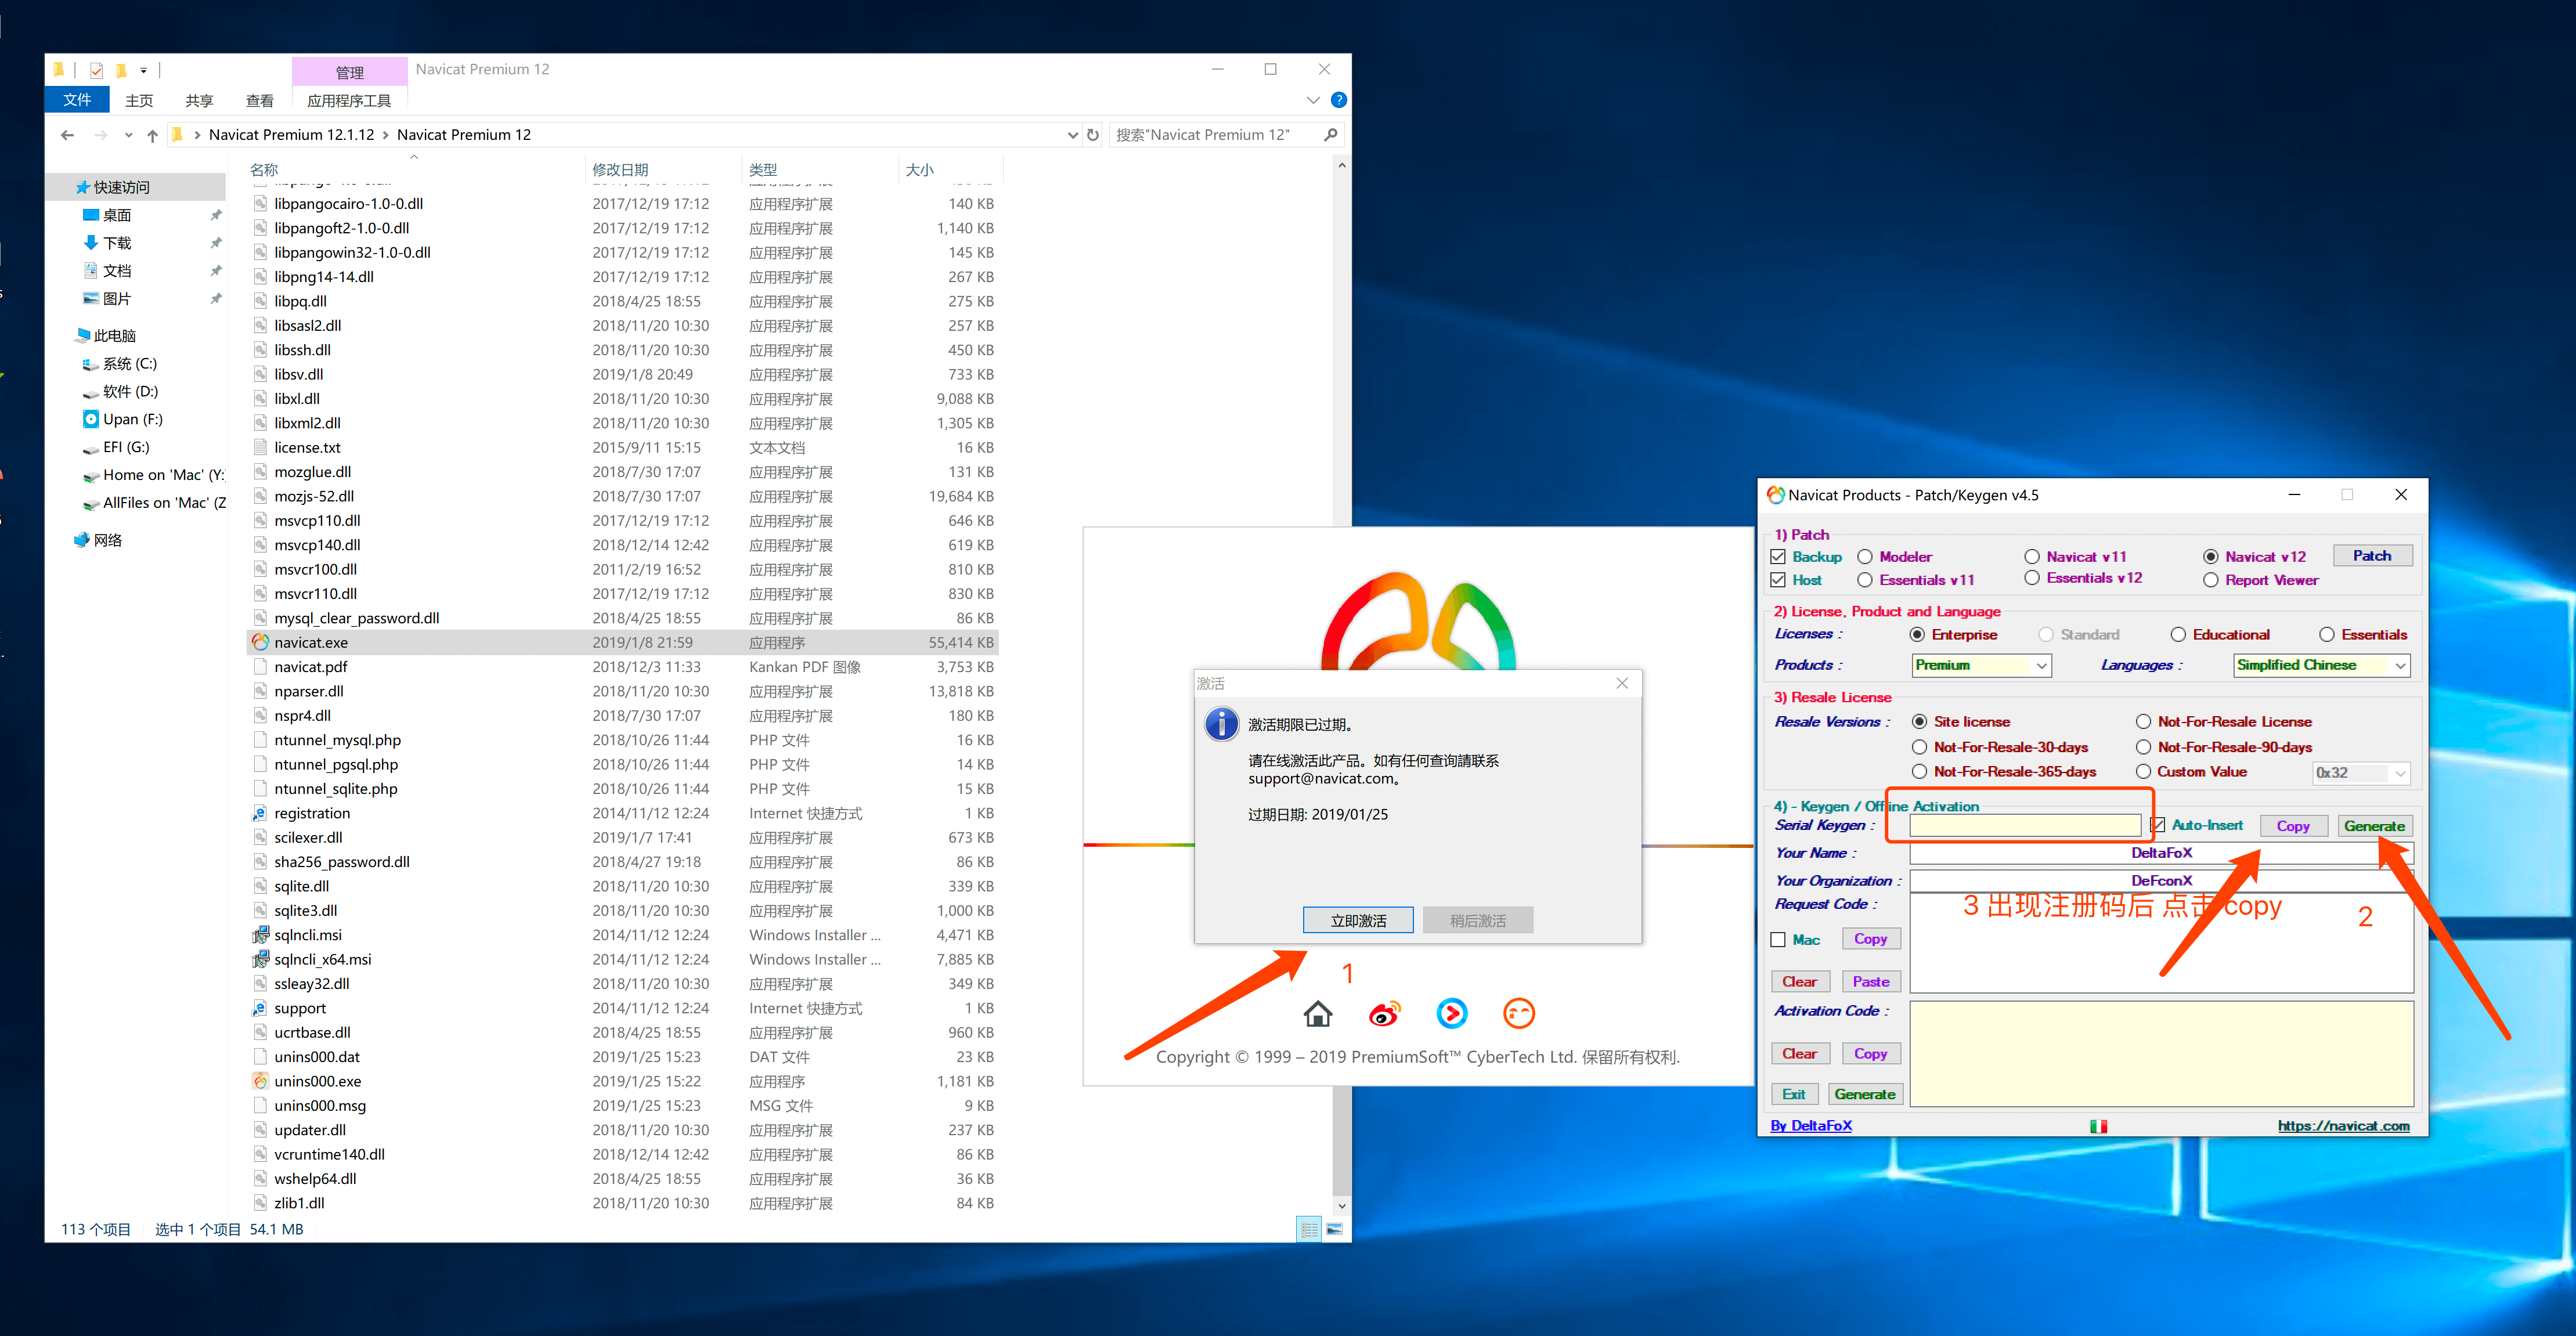 管理
Navicat Premium 12
文件
主页
共享
查看
应用程序工具
Navicat Premium 12.1.12 > Navicat Premium 12
搜索"Navicat Premium 12"
名称 修改日期 类型 大小
快速访问
桌面
下载
文档
图片
此电脑
系统 (C:)
软件 (D:)
Upan (F:)
EFI (G:)
Home on 'Mac' (Y:)
AllFiles on 'Mac' (Z
网络
libpangocairo-1.0-0.dll 2017/12/19 17:12 应用程序扩展 140 KB
libpangoft2-1.0-0.dll 2017/12/19 17:12 应用程序扩展 1,140 KB
libpangowin32-1.0-0.dll 2017/12/19 17:12 应用程序扩展 145 KB
libpng14-14.dll 2017/12/19 17:12 应用程序扩展 267 KB
libpq.dll 2018/4/25 18:55 应用程序扩展 275 KB
libsasl2.dll 2018/11/20 10:30 应用程序扩展 257 KB
libssh.dll 2018/11/20 10:30 应用程序扩展 450 KB
libsv.dll 2019/1/8 20:49 应用程序扩展 733 KB
libxl.dll 2018/11/20 10:30 应用程序扩展 9,088 KB
libxml2.dll 2018/11/20 10:30 应用程序扩展 1,305 KB
license.txt 2015/9/11 15:15 文本文档 16 KB
mozglue.dll 2018/7/30 17:07 应用程序扩展 131 KB
mozjs-52.dll 2018/7/30 17:07 应用程序扩展 19,684 KB
msvcp110.dll 2017/12/19 17:12 应用程序扩展 646 KB
msvcp140.dll 2018/12/14 12:42 应用程序扩展 619 KB
msvcr100.dll 2011/2/19 16:52 应用程序扩展 810 KB
msvcr110.dll 2017/12/19 17:12 应用程序扩展 830 KB
mysql_clear_password.dll 2018/4/25 18:55 应用程序扩展 86 KB
navicat.exe 2019/1/8 21:59 应用程序 55,414 KB
navicat.pdf 2018/12/3 11:33 Kankan PDF 图像 3,753 KB
nparser.dll 2018/11/20 10:30 应用程序扩展 13,818 KB
nspr4.dll 2018/7/30 17:07 应用程序扩展 180 KB
ntunnel_mysql.php 2018/10/26 11:44 PHP 文件 16 KB
ntunnel_pgsql.php 2018/10/26 11:44 PHP 文件 14 KB
ntunnel_sqlite.php 2018/10/26 11:44 PHP 文件 15 KB
registration 2014/11/12 12:24 Internet 快捷方式 1 KB
scilexer.dll 2019/1/7 17:41 应用程序扩展 673 KB
sha256_password.dll 2018/4/27 19:18 应用程序扩展 86 KB
sqlite.dll 2018/11/20 10:30 应用程序扩展 339 KB
sqlite3.dll 2018/11/20 10:30 应用程序扩展 1,000 KB
sqlncli.msi 2014/11/12 12:24 Windows Installer ... 4,471 KB
sqlncli_x64.msi 2014/11/12 12:24 Windows Installer ... 7,885 KB
ssleay32.dll 2018/11/20 10:30 应用程序扩展 349 KB
support 2014/11/12 12:24 Internet 快捷方式 1 KB
ucrtbase.dll 2018/4/25 18:55 应用程序扩展 960 KB
unins000.dat 2019/1/25 15:23 DAT 文件 23 KB
unins000.exe 2019/1/25 15:22 应用程序 1,181 KB
unins000.msg 2019/1/25 15:23 MSG 文件 9 KB
updater.dll 2018/11/20 10:30 应用程序扩展 237 KB
vcruntime140.dll 2018/12/14 12:42 应用程序扩展 86 KB
wshelp64.dll 2018/4/25 18:55 应用程序扩展 36 KB
zlib1.dll 2018/11/20 10:30 应用程序扩展 84 KB
113 个项目 选中 1 个项目 54.1 MB
激活
激活期限已过期。
请在线激活此产品。如有任何查询請联系
support@navicat.com。
过期日期: 2019/01/25
立即激活 稍后激活
1
Copyright © 1999 – 2019 PremiumSoft™ CyberTech Ltd. 保留所有权利.
Navicat Products - Patch/Keygen v4.5
1) Patch
Backup Modeler Navicat v11 Navicat v12 Patch
Host Essentials v11 Essentials v12 Report Viewer
2) License, Product and Language
Licenses : Enterprise Standard Educational Essentials
Products : Premium Languages : Simplified Chinese
3) Resale License
Resale Versions : Site license Not-For-Resale License
Not-For-Resale-30-days Not-For-Resale-90-days
Not-For-Resale-365-days Custom Value 0x32
4) - Keygen / Offline Activation
Serial Keygen : Auto-Insert Copy Generate
Your Name : DeltaFoX
Your Organization : DeFconX
Request Code :
3 出现注册码后 点击 copy
2
Mac Copy
Clear Paste
Activation Code :
Clear Copy
Exit Generate
By DeltaFoX https://navicat.com